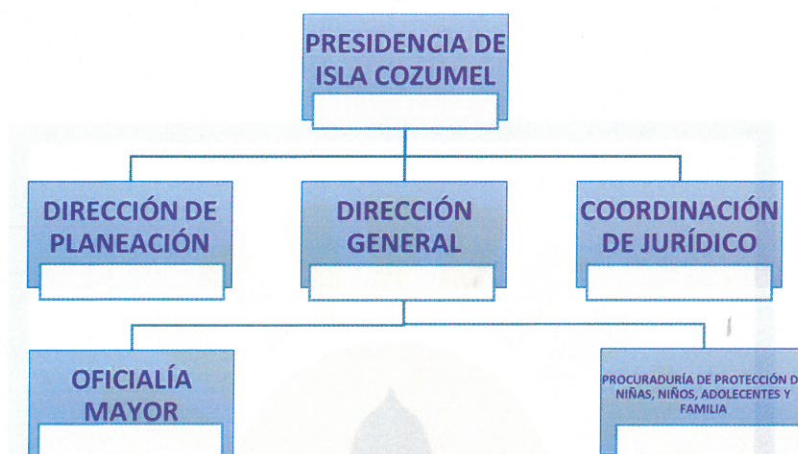 PRESIDENCIA DE
ISLA COZUMEL
DIRECCIÓN DE
PLANEACIÓN
DIRECCIÓN
GENERAL
COORDINACIÓN
DE JURÍDICO
OFICIALÍA
MAYOR
PROCURADURÍA DE PROTECCIÓN D
NIÑAS, NIÑOS, ADOLECENTES Y
FAMILIA